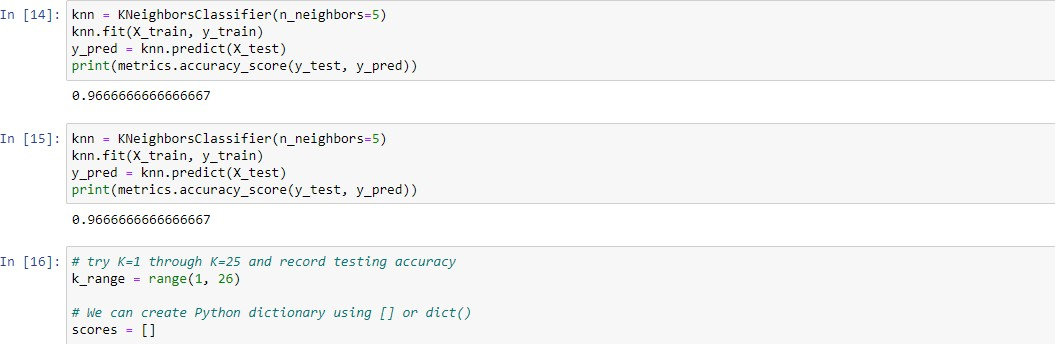 In [14]: knn = KNeighborsClassifier(n_neighbors=5)
knn.fit(X_train, y_train)
y_pred = knn.predict(X_test)
print(metrics.accuracy_score(y_test, y_pred))
0.9666666666666667
In [15]: knn = KNeighborsClassifier(n_neighbors=5)
knn.fit(X_train, y_train)
y_pred = knn.predict(X_test)
print(metrics.accuracy_score(y_test, y_pred))
0.9666666666666667
In [16]: # try K=1 through K=25 and record testing accuracy
k_range = range(1, 26)
# We can create Python dictionary using [] or dict()
scores = []